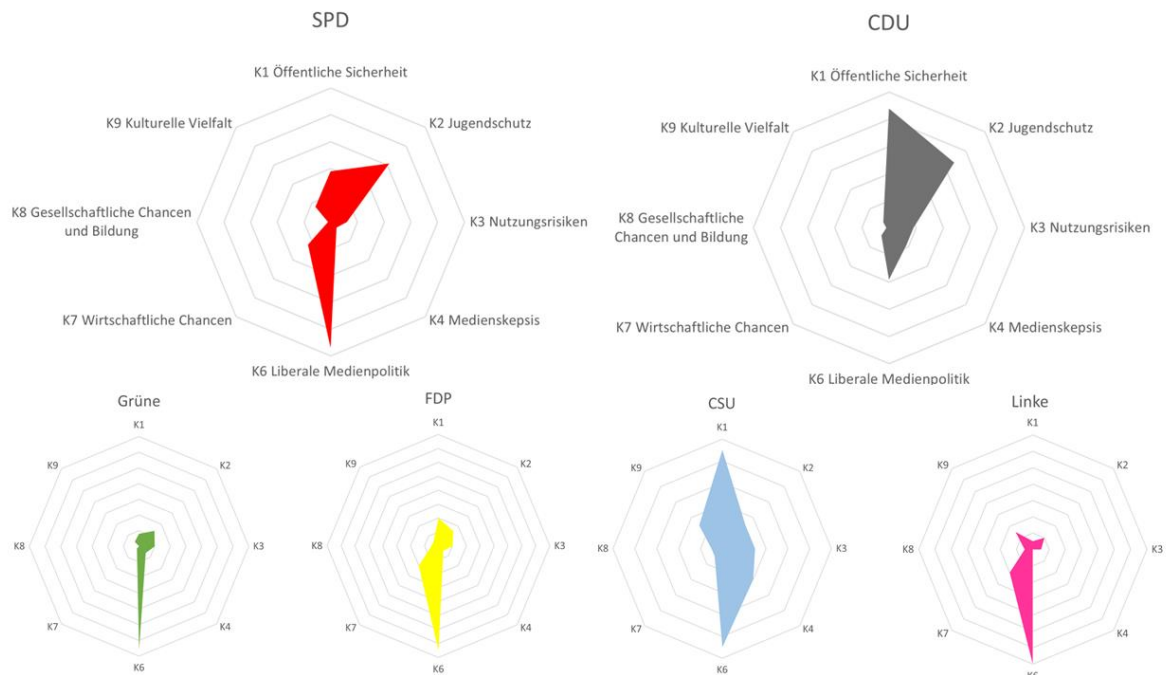 SPD
K1 Öffentliche Sicherheit
K9 Kulturelle Vielfalt
K2 Jugendschutz
K8 Gesellschaftliche Chancen
und Bildung
K3 Nutzungsrisiken
K7 Wirtschaftliche Chancen
K4 Medienskepsis
K6 Liberale Medienpolitik
CDU
K1 Öffentliche Sicherheit
K9 Kulturelle Vielfalt
K2 Jugendschutz
K8 Gesellschaftliche
Chancen und Bildung
K3 Nutzungsrisiken
K7 Wirtschaftliche Chancen
K4 Medienskepsis
K6 Liberale Medienpolitik
Grüne
K1
K9
K2
K8
K3
K7
K4
K6
FDP
K1
K9
K2
K8
K3
K7
K4
K6
CSU
K1
K9
K2
K8
K3
K7
K4
K6
Linke
K1
K9
K2
K8
K3
K7
K4
K6